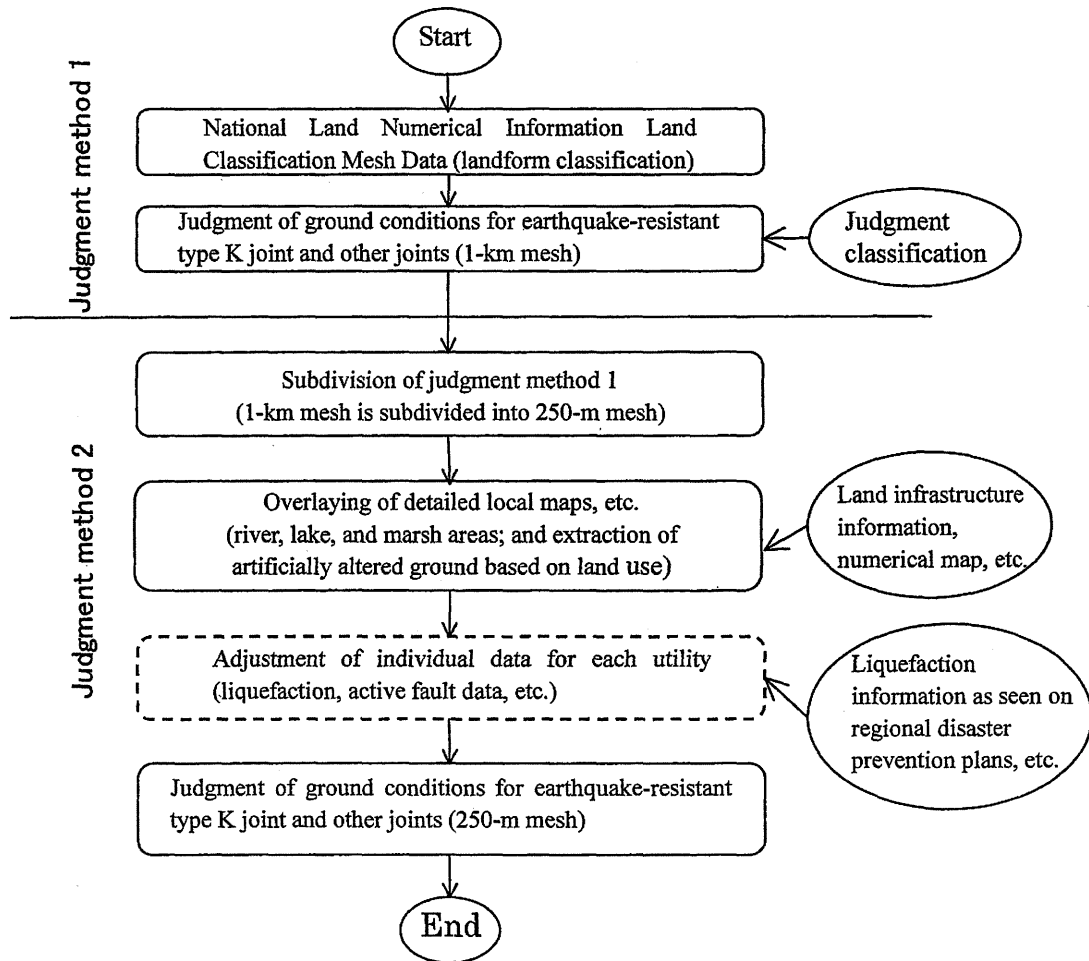 Start
Judgment method 1
National Land Numerical Information Land
Classification Mesh Data (landform classification)
Judgment of ground conditions for earthquake-resistant
type K joint and other joints (1-km mesh)
Judgment
classification
Subdivision of judgment method 1
(1-km mesh is subdivided into 250-m mesh)
Judgment method 2
Overlaying of detailed local maps, etc.
(river, lake, and marsh areas; and extraction of
artificially altered ground based on land use)
Land infrastructure
information,
numerical map, etc.
Adjustment of individual data for each utility
(liquefaction, active fault data, etc.)
Liquefaction
information as seen on
regional disaster
prevention plans, etc.
Judgment of ground conditions for earthquake-resistant
type K joint and other joints (250-m mesh)
End